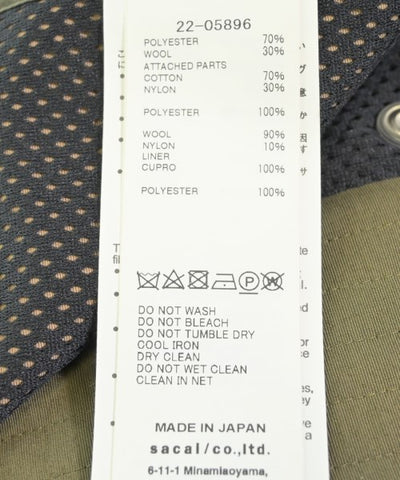 22-05896
POLYESTER 70%
WOOL 30%
ATTACHED PARTS
COTTON 70%
NYLON 30%
POLYESTER 100%
WOOL 90%
NYLON 10%
LINER
CUPRO 100%
POLYESTER 100%
DO NOT WASH
DO NOT BLEACH
DO NOT TUMBLE DRY
COOL IRON
DRY CLEAN
DO NOT WET CLEAN
CLEAN IN NET
MADE IN JAPAN
sacai/co.,ltd.
6-11-1 Minamiaoyama,